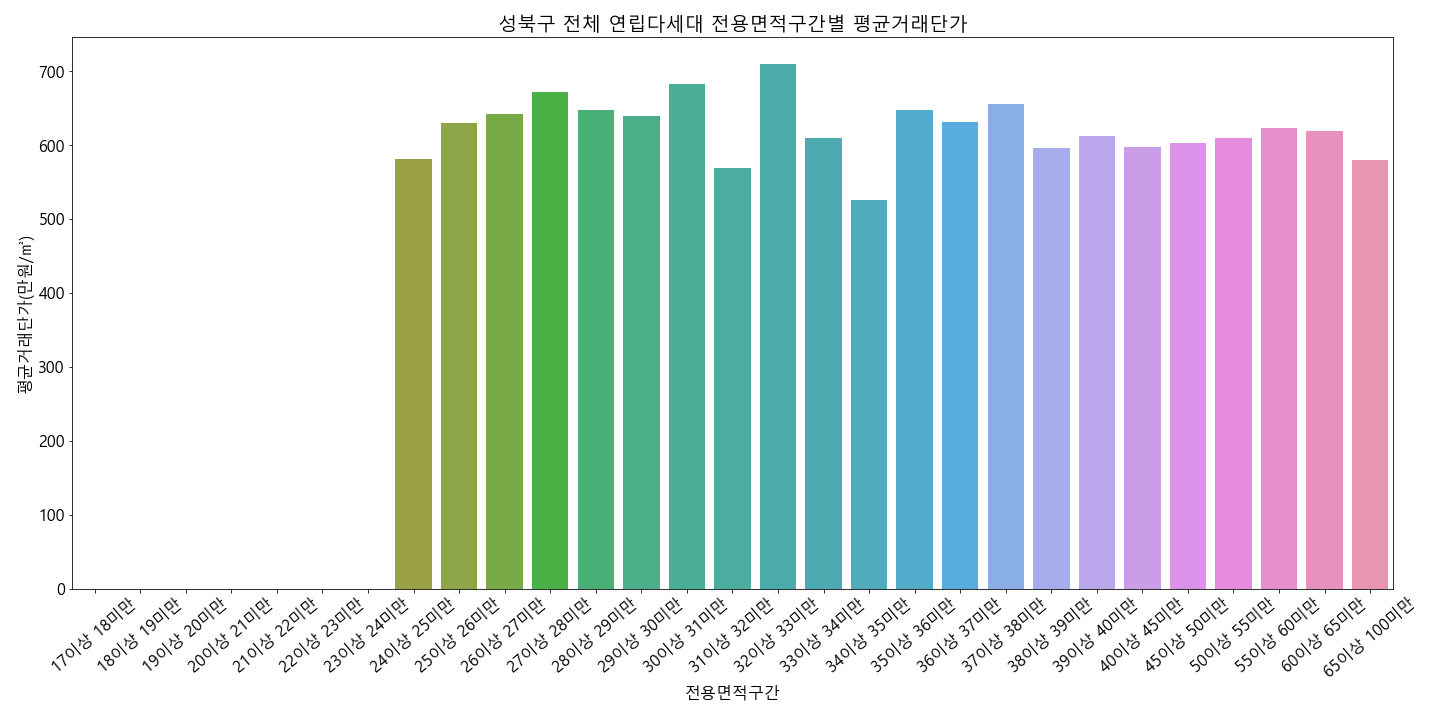 성북구 전체 연립다세대 전용면적구간별 평균거래단가
평균거래단가(만원/㎡)
700
600
500
400
300
200
100
0
17이상 18미만
18이상 19미만
19이상 20미만
20이상 21미만
21이상 22미만
22이상 23미만
23이상 24미만
24이상 25미만
25이상 26미만
26이상 27미만
27이상 28미만
28이상 29미만
29이상 30미만
30이상 31미만
31이상 32미만
32이상 33미만
33이상 34미만
34이상 35미만
35이상 36미만
36이상 37미만
37이상 38미만
38이상 39미만
39이상 40미만
40이상 45미만
45이상 50미만
50이상 55미만
55이상 60미만
60이상 65미만
65이상 100미만
전용면적구간